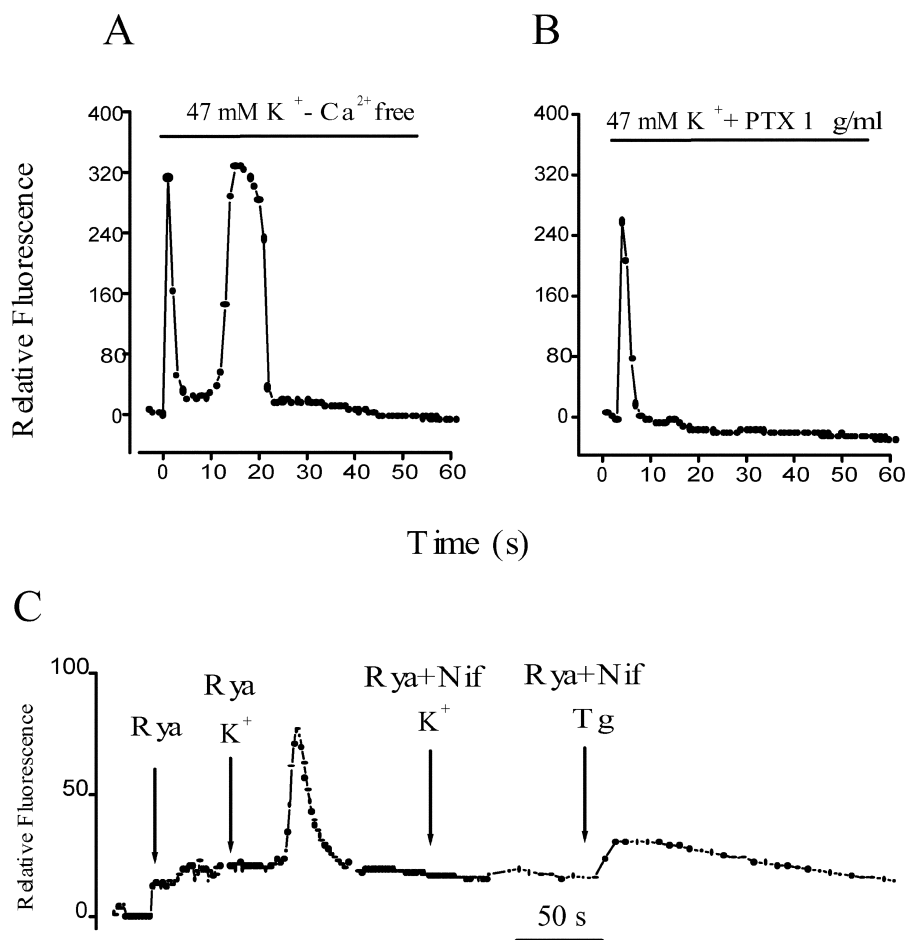 A
47 mM K + - Ca2+ free
400
320
240
160
80
0
0 10 20 30 40 50 60
Relative Fluorescence
B
47 mM K + + PTX 1 g/ml
400
320
240
160
80
0
0 10 20 30 40 50 60
Time (s)
C
100
50
0
Relative Fluorescence
Rya
Rya
K+
Rya+Nif
K+
Rya+Nif
Tg
50 s